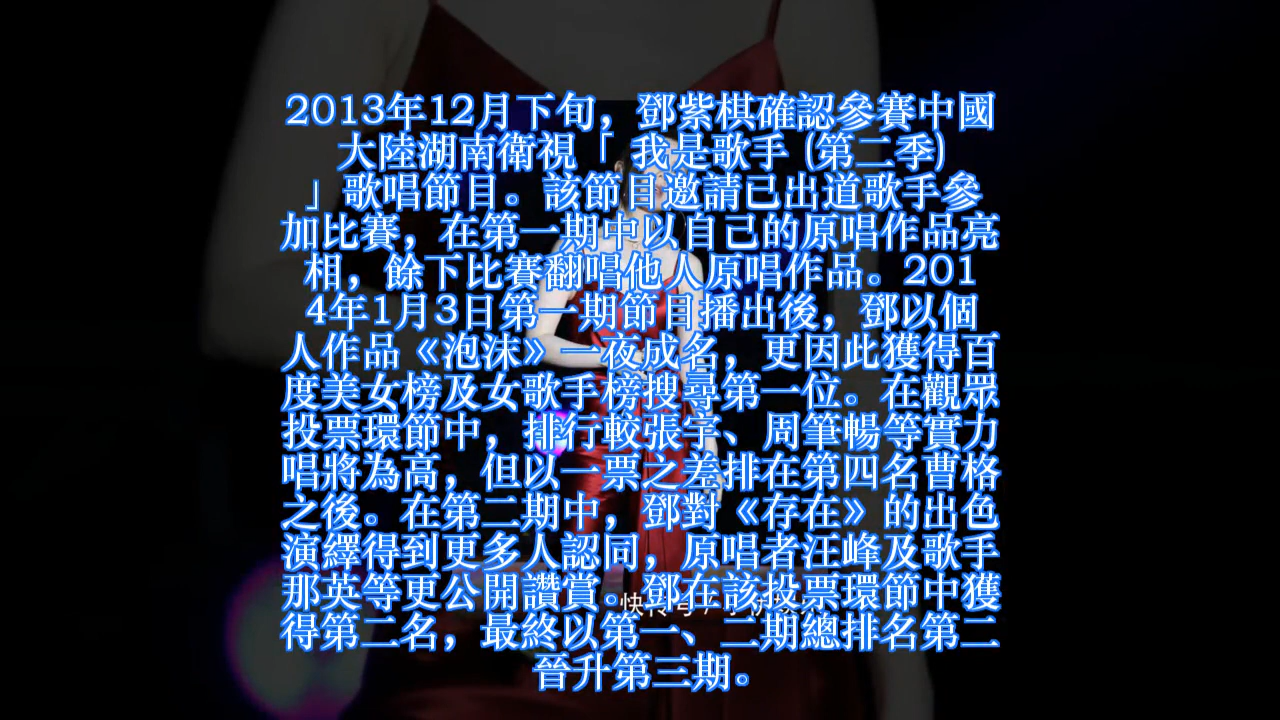 2013年12月下旬，鄧紫棋確認參賽中國
大陸湖南衛視「 我是歌手 (第二季)
」歌唱節目。該節目邀請已出道歌手參
加比賽，在第一期中以自己的原唱作品亮
相，餘下比賽翻唱他人原唱作品。201
4年1月3日第一期節目播出後，鄧以個
人作品《泡沫》一夜成名，更因此獲得百
度美女榜及女歌手榜搜尋第一位。在觀眾
投票環節中，排行較張宇、周筆暢等實力
唱將為高，但以一票之差排在第四名曹格
之後。在第二期中，鄧對《存在》的出色
演繹得到更多人認同，原唱者汪峰及歌手
那英等更公開讚賞。鄧在該投票環節中獲
得第二名，最終以第一、二期總排名第二
晉升第三期。